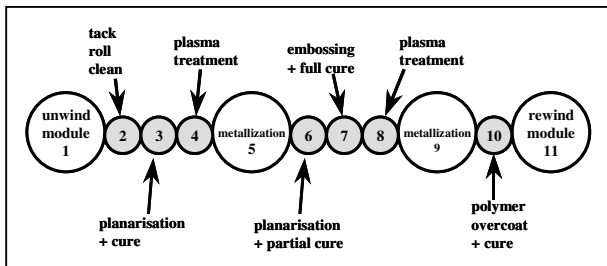 tack
roll
clean
plasma
treatment
embossing
+ full cure
plasma
treatment
unwind
module
1
2
3
4
metallization
5
6
7
8
metallization
9
10
rewind
module
11
planarisation
+ cure
planarisation
+ partial cure
polymer
overcoat
+ cure